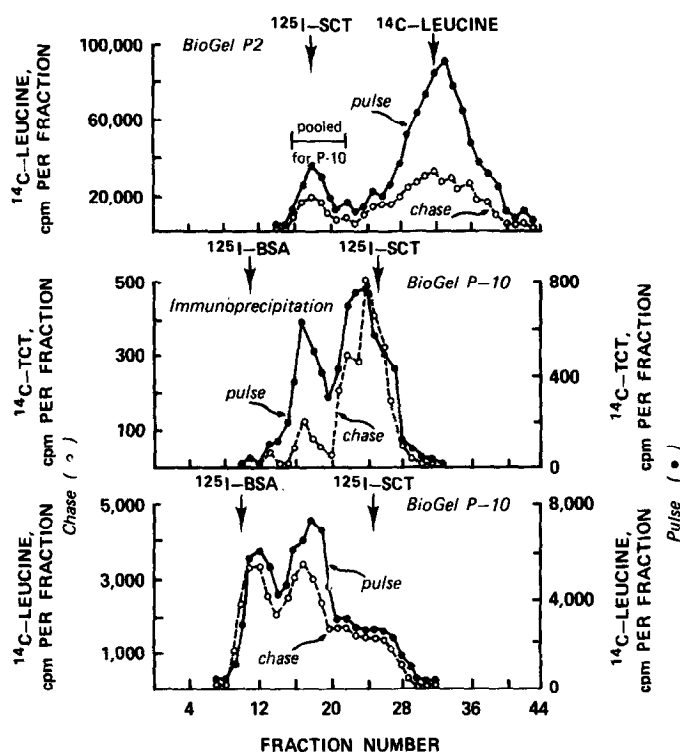 125I–SCT 14C–LEUCINE
BioGel P2
100,000
60,000
20,000
14C–LEUCINE,
cpm PER FRACTION
pulse
pooled
for P-10
chase
125I–BSA 125I–SCT
BioGel P–10
Immunoprecipitation
500
300
100
14C–TCT,
cpm PER FRACTION
Chase (○)
pulse
chase
800
400
0
14C–TCT,
cpm PER FRACTION
Pulse (●)
125I–BSA 125I–SCT
BioGel P–10
5,000
3,000
1,000
14C–LEUCINE,
cpm PER FRACTION
pulse
chase
8,000
4,000
0
14C–LEUCINE,
cpm PER FRACTION
4 12 20 28 36 44
FRACTION NUMBER